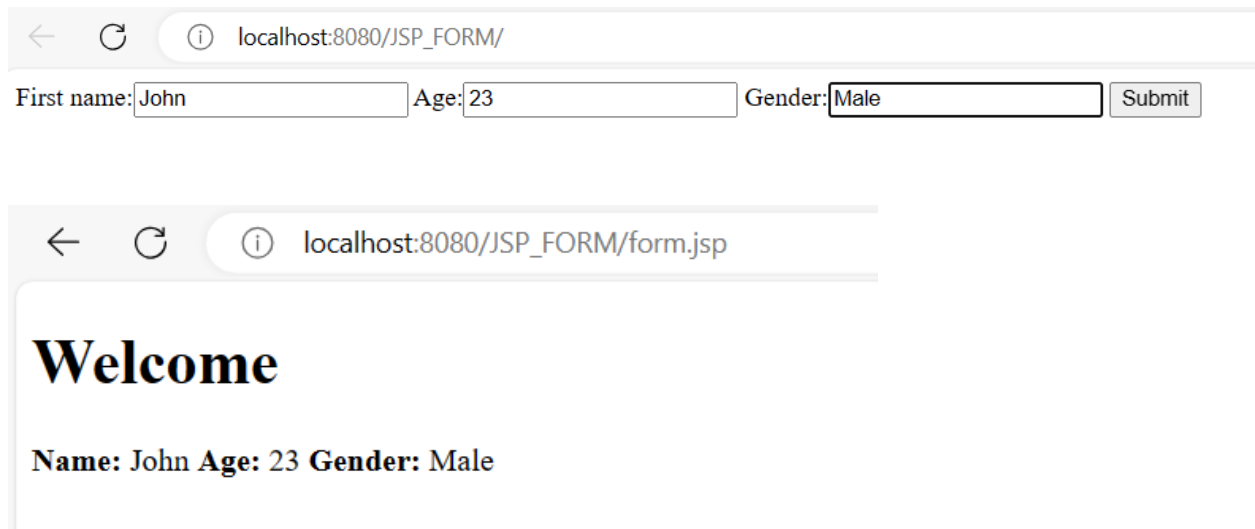 localhost:8080/JSP_FORM/
First name: John Age: 23 Gender: Male Submit
localhost:8080/JSP_FORM/form.jsp
Welcome
Name: John Age: 23 Gender: Male